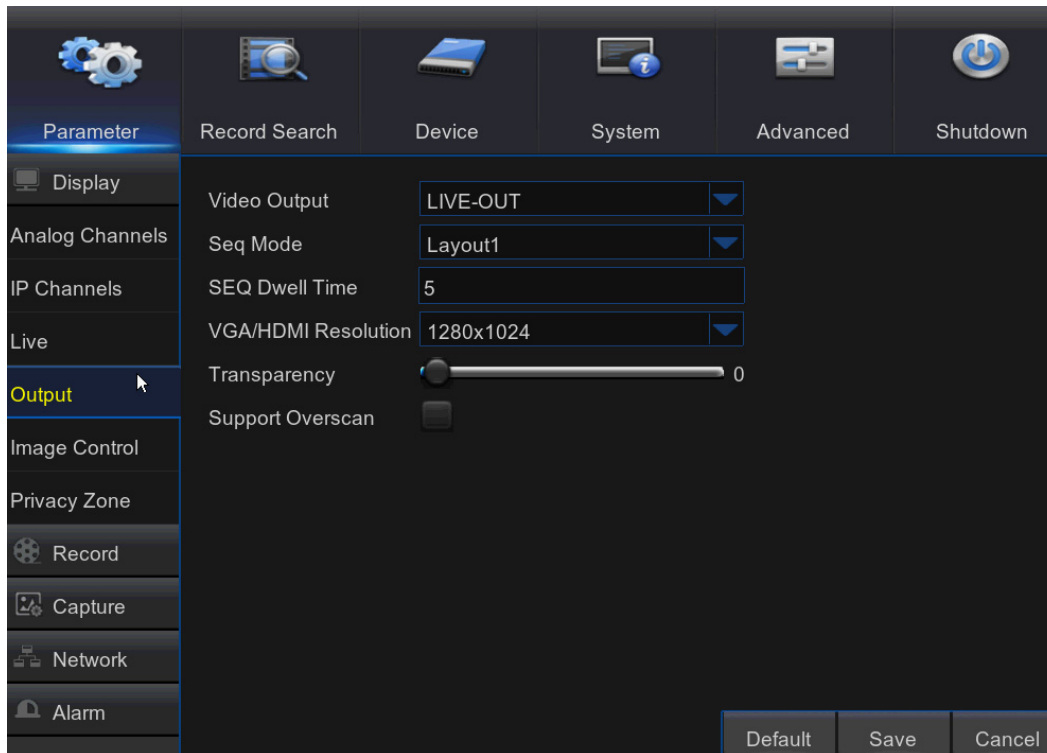 Parameter
Record Search
Device
System
Advanced
Shutdown
Display
Analog Channels
IP Channels
Live
Output
Image Control
Privacy Zone
Record
Capture
Network
Alarm
Video Output LIVE-OUT
Seq Mode Layout1
SEQ Dwell Time 5
VGA/HDMI Resolution 1280x1024
Transparency 0
Support Overscan
Default
Save
Cancel